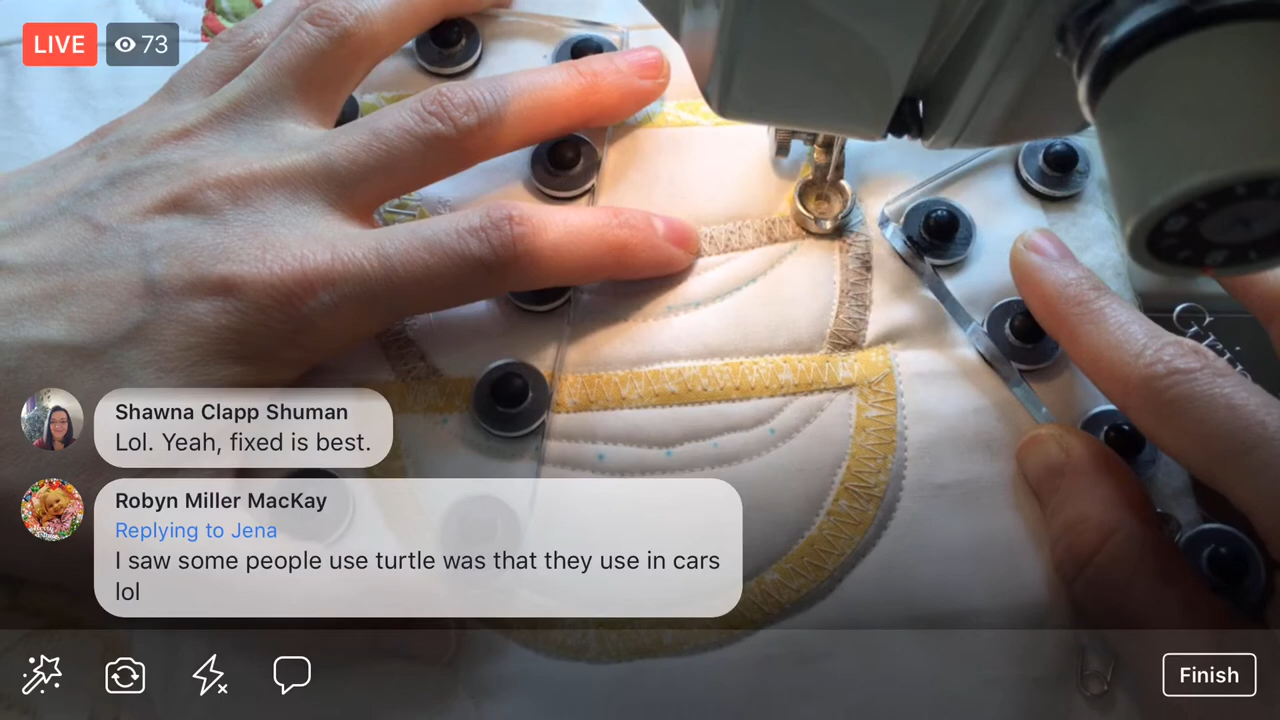 LIVE 73
Shawna Clapp Shuman
Lol. Yeah, fixed is best.
Robyn Miller MacKay
Replying to Jena
I saw some people use turtle was that they use in cars
lol
Finish